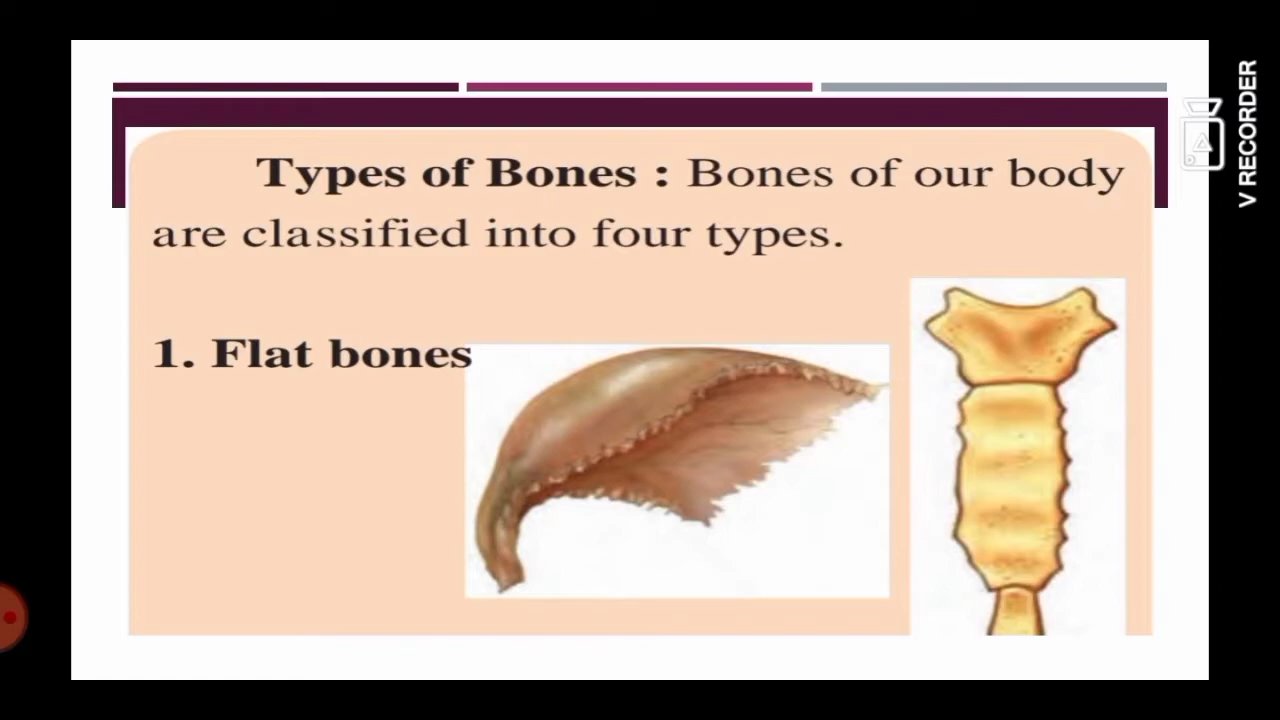 Types of Bones : Bones of our body
are classified into four types.
1. Flat bones
V RECORDER